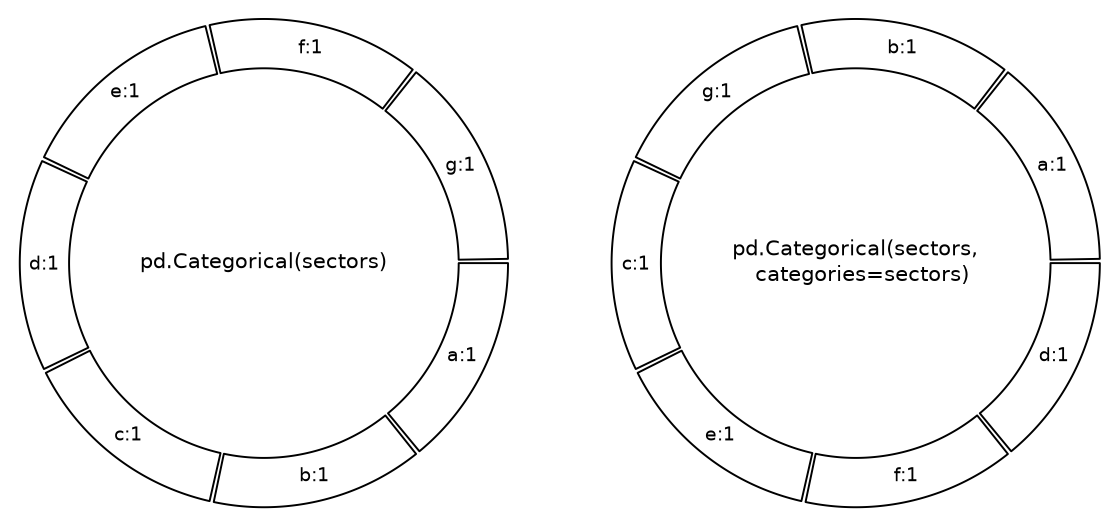 f:1
e:1
g:1
d:1
pd.Categorical(sectors)
a:1
c:1
b:1
b:1
g:1
a:1
c:1
pd.Categorical(sectors,
categories=sectors)
d:1
e:1
f:1